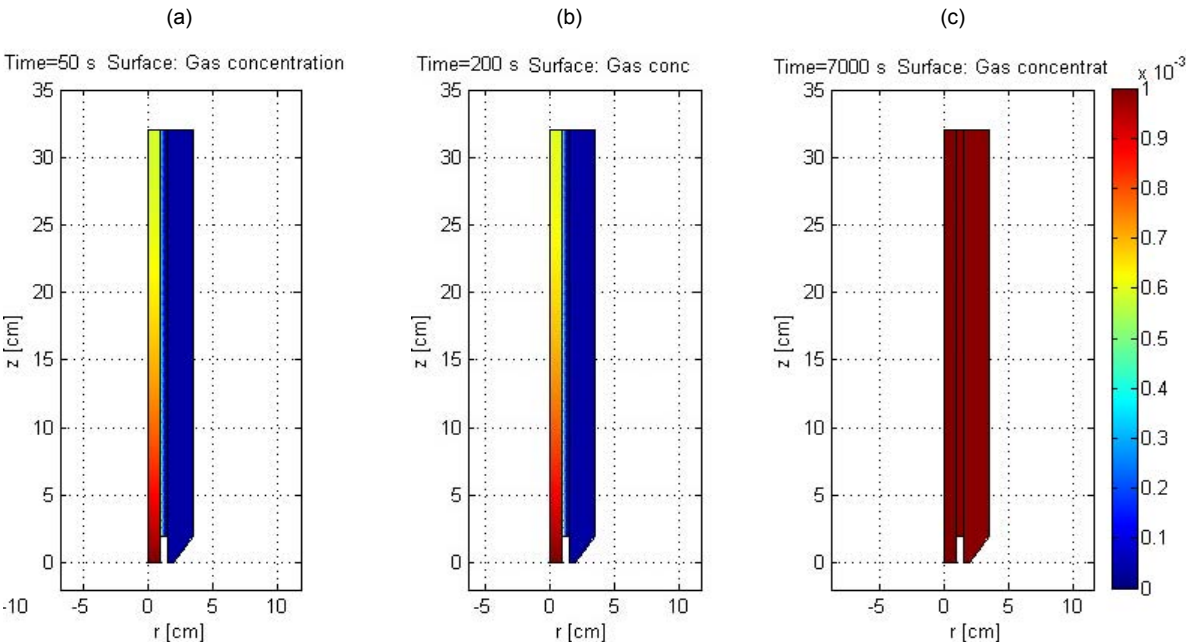 (a) (b) (c)
Time=50 s Surface: Gas concentration Time=200 s Surface: Gas conc Time=7000 s Surface: Gas concentrat x 10⁻³
35 35 35 1
30 30 30 0.9
25 25 25 0.8
20 20 20 0.7
15 15 15 0.6
10 10 10 0.5
5 5 5 0.4
0 0 0 0.3
0.2
0.1
0
z [cm] z [cm] z [cm]
-10 -5 0 5 10 -5 0 5 10 -5 0 5 10
r [cm] r [cm] r [cm]